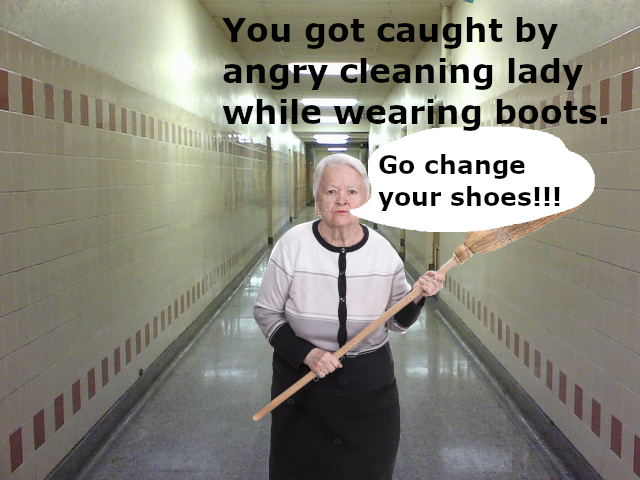 You got caught by
angry cleaning lady
while wearing boots.
Go change
your shoes!!!